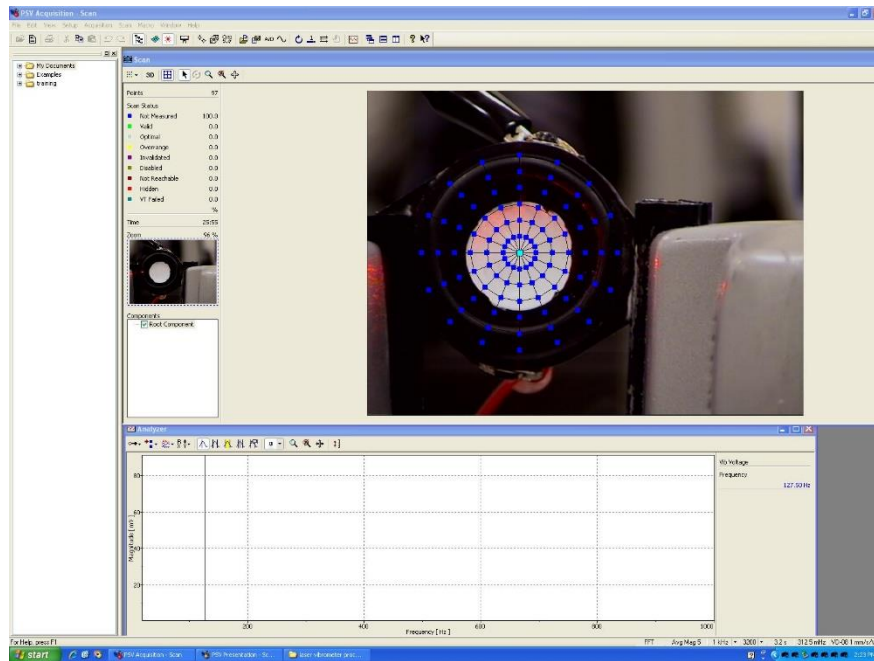 PSV Acquisition - Scan
File Edit View Setup Acquisition Scan Macro Window Help
My Documents
Examples
training
Scan
3D
Points 97
Scan Status
Not Measured 100.0
Valid 0.0
Optimal 0.0
Overrange 0.0
Invalidated 0.0
Disabled 0.0
Not Reachable 0.0
Hidden 0.0
VT Failed 0.0
%
Time 25:55
Zoom 96 %
Components
Root Component
Analyzer
Vib Voltage
Frequency
127.50 Hz
Magnitude [ mV ]
80
60
40
20
200
400
600
800
1000
Frequency [ Hz ]
For Help, press F1
FFT Avg Mag 5 1 kHz 3200 3.2 s 312.5 mHz
start
PSV Acquisition - Scan
PSV Presentation - Sc...
laser vibrometer proc...
2:23 PM